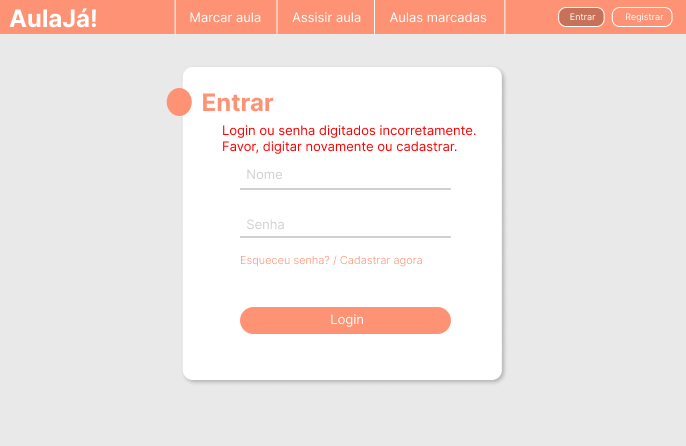 AulaJá!
Marcar aula
Assisir aula
Aulas marcadas
Entrar
Registrar
Entrar
Login ou senha digitados incorretamente.
Favor, digitar novamente ou cadastrar.
Nome
Senha
Esqueceu senha? / Cadastrar agora
Login